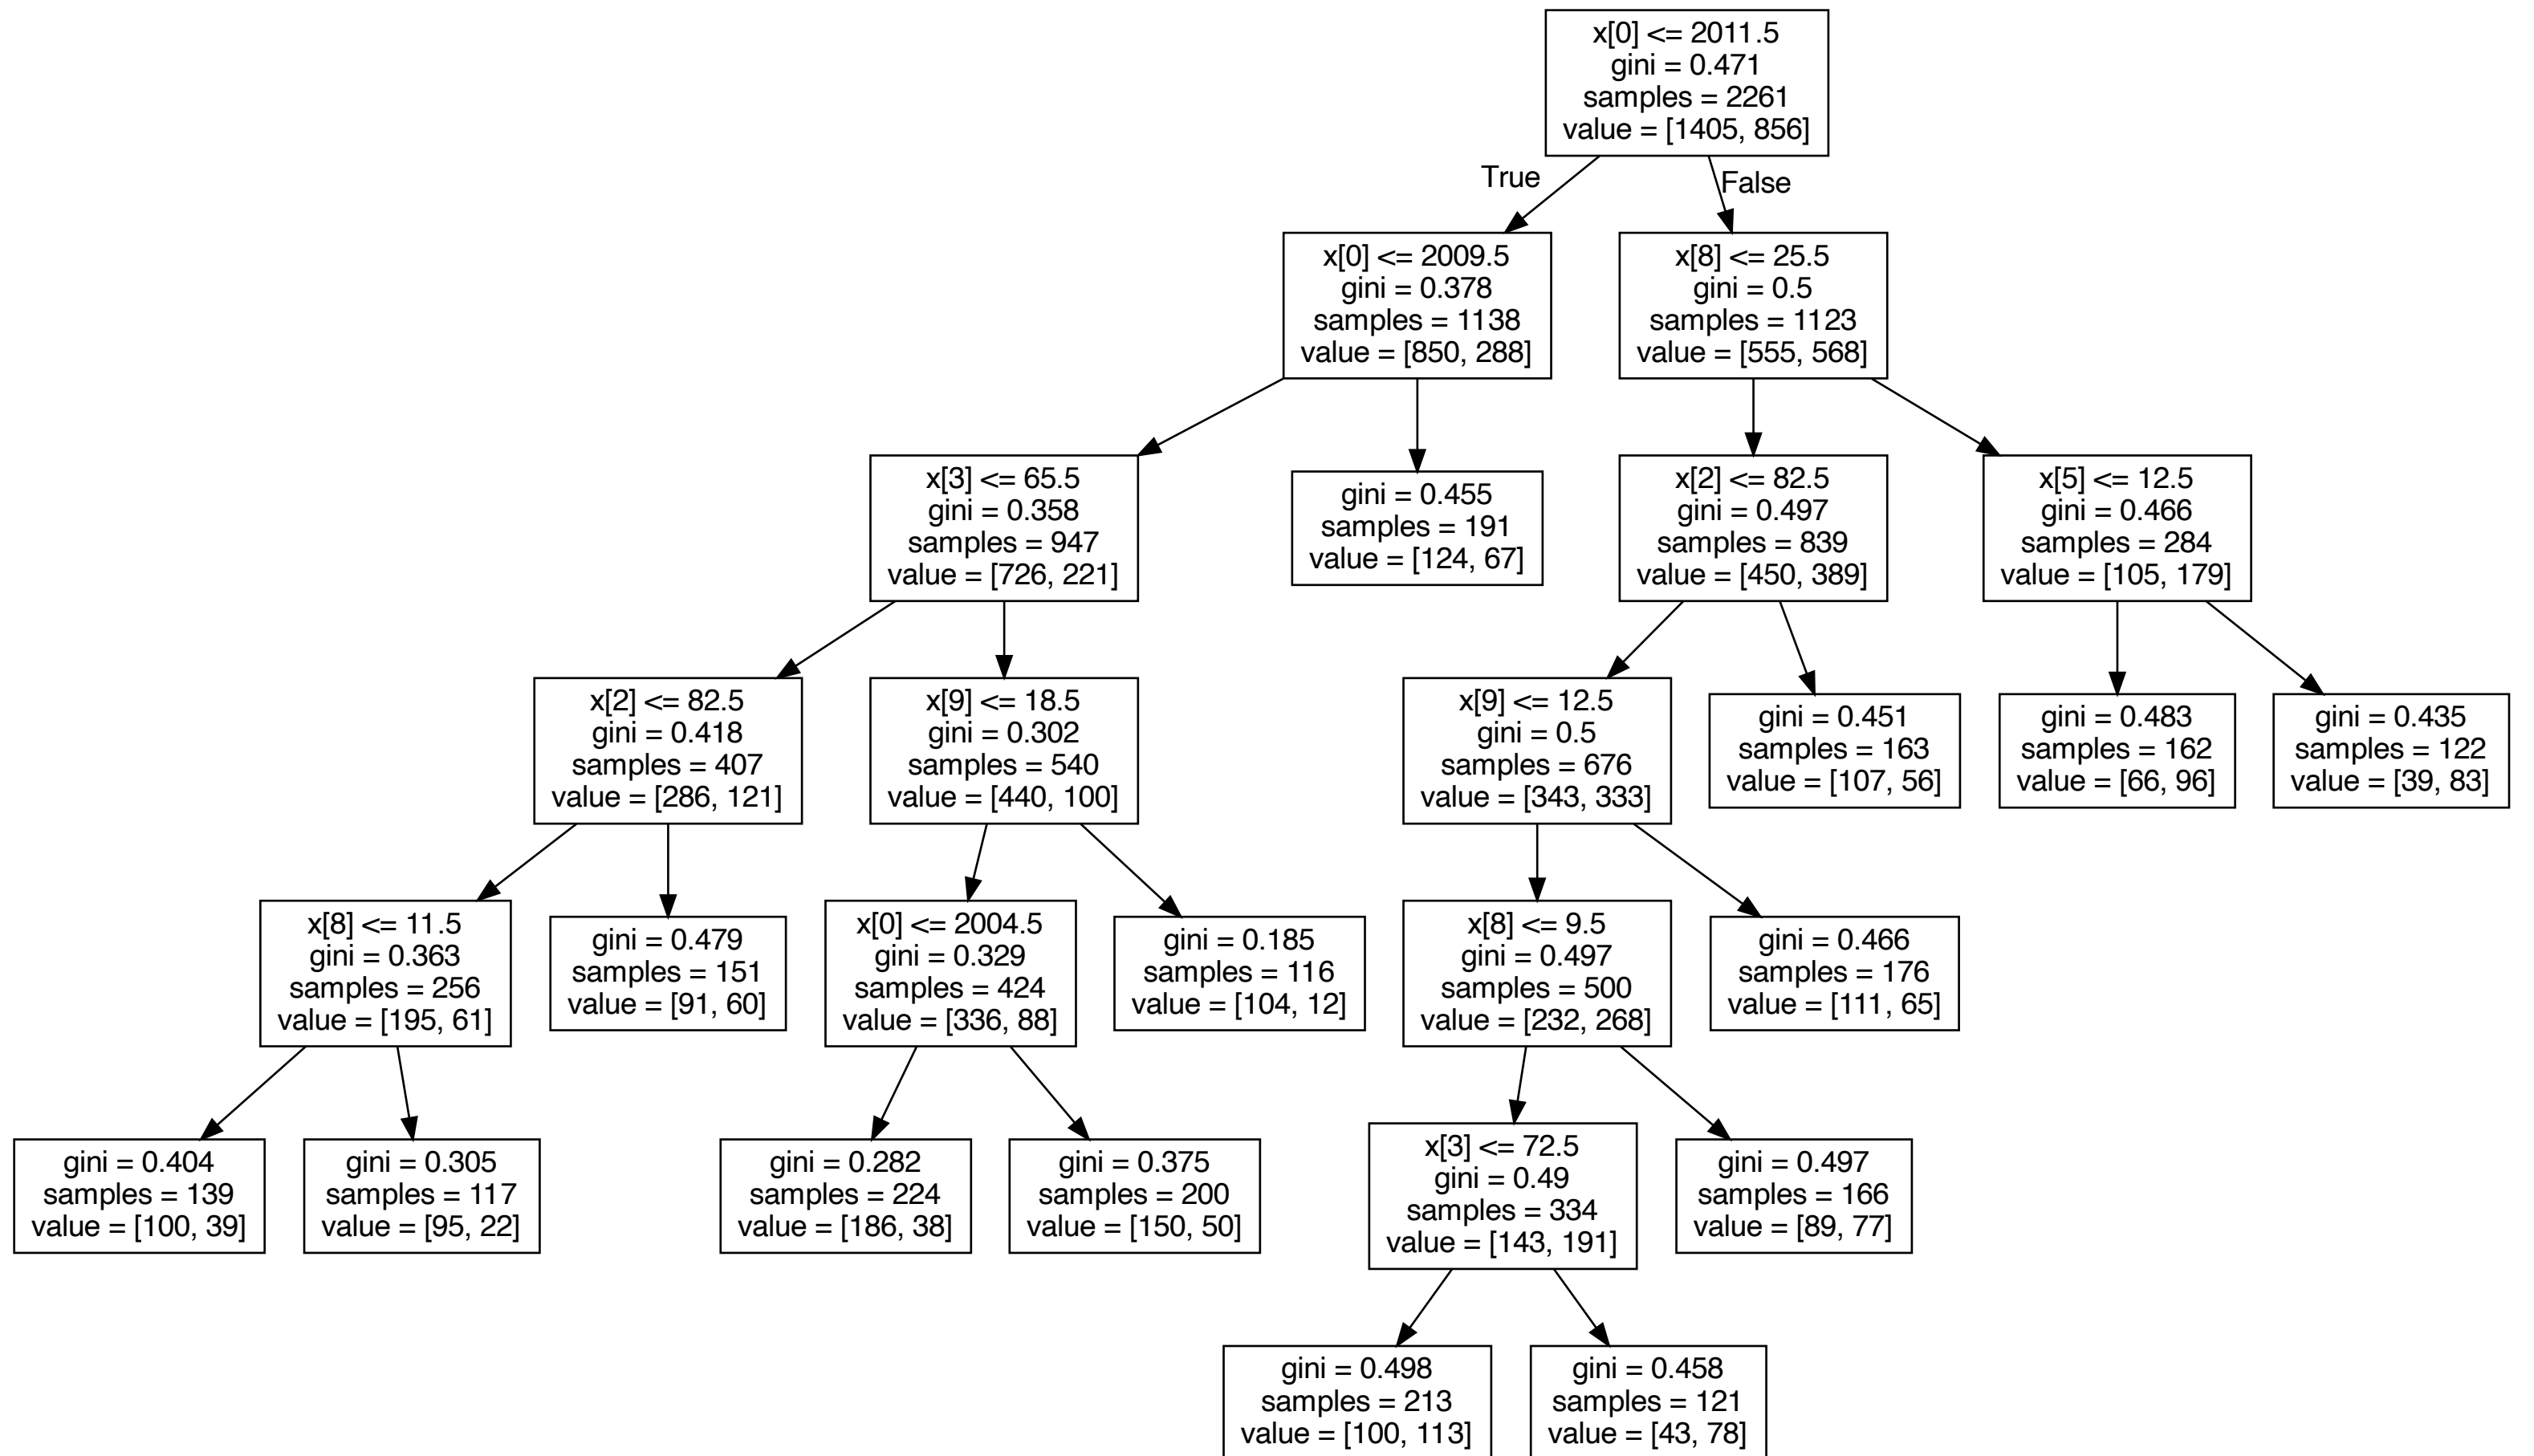 x[0] <= 2011.5
gini = 0.471
samples = 2261
value = [1405, 856]
True
False
x[0] <= 2009.5
gini = 0.378
samples = 1138
value = [850, 288]
x[8] <= 25.5
gini = 0.5
samples = 1123
value = [555, 568]
x[3] <= 65.5
gini = 0.358
samples = 947
value = [726, 221]
gini = 0.455
samples = 191
value = [124, 67]
x[2] <= 82.5
gini = 0.497
samples = 839
value = [450, 389]
x[5] <= 12.5
gini = 0.466
samples = 284
value = [105, 179]
x[2] <= 82.5
gini = 0.418
samples = 407
value = [286, 121]
x[9] <= 18.5
gini = 0.302
samples = 540
value = [440, 100]
x[9] <= 12.5
gini = 0.5
samples = 676
value = [343, 333]
gini = 0.451
samples = 163
value = [107, 56]
gini = 0.483
samples = 162
value = [66, 96]
gini = 0.435
samples = 122
value = [39, 83]
x[8] <= 11.5
gini = 0.363
samples = 256
value = [195, 61]
gini = 0.479
samples = 151
value = [91, 60]
x[0] <= 2004.5
gini = 0.329
samples = 424
value = [336, 88]
gini = 0.185
samples = 116
value = [104, 12]
x[8] <= 9.5
gini = 0.497
samples = 500
value = [232, 268]
gini = 0.466
samples = 176
value = [111, 65]
gini = 0.404
samples = 139
value = [100, 39]
gini = 0.305
samples = 117
value = [95, 22]
gini = 0.282
samples = 224
value = [186, 38]
gini = 0.375
samples = 200
value = [150, 50]
x[3] <= 72.5
gini = 0.49
samples = 334
value = [143, 191]
gini = 0.497
samples = 166
value = [89, 77]
gini = 0.498
samples = 213
value = [100, 113]
gini = 0.458
samples = 121
value = [43, 78]